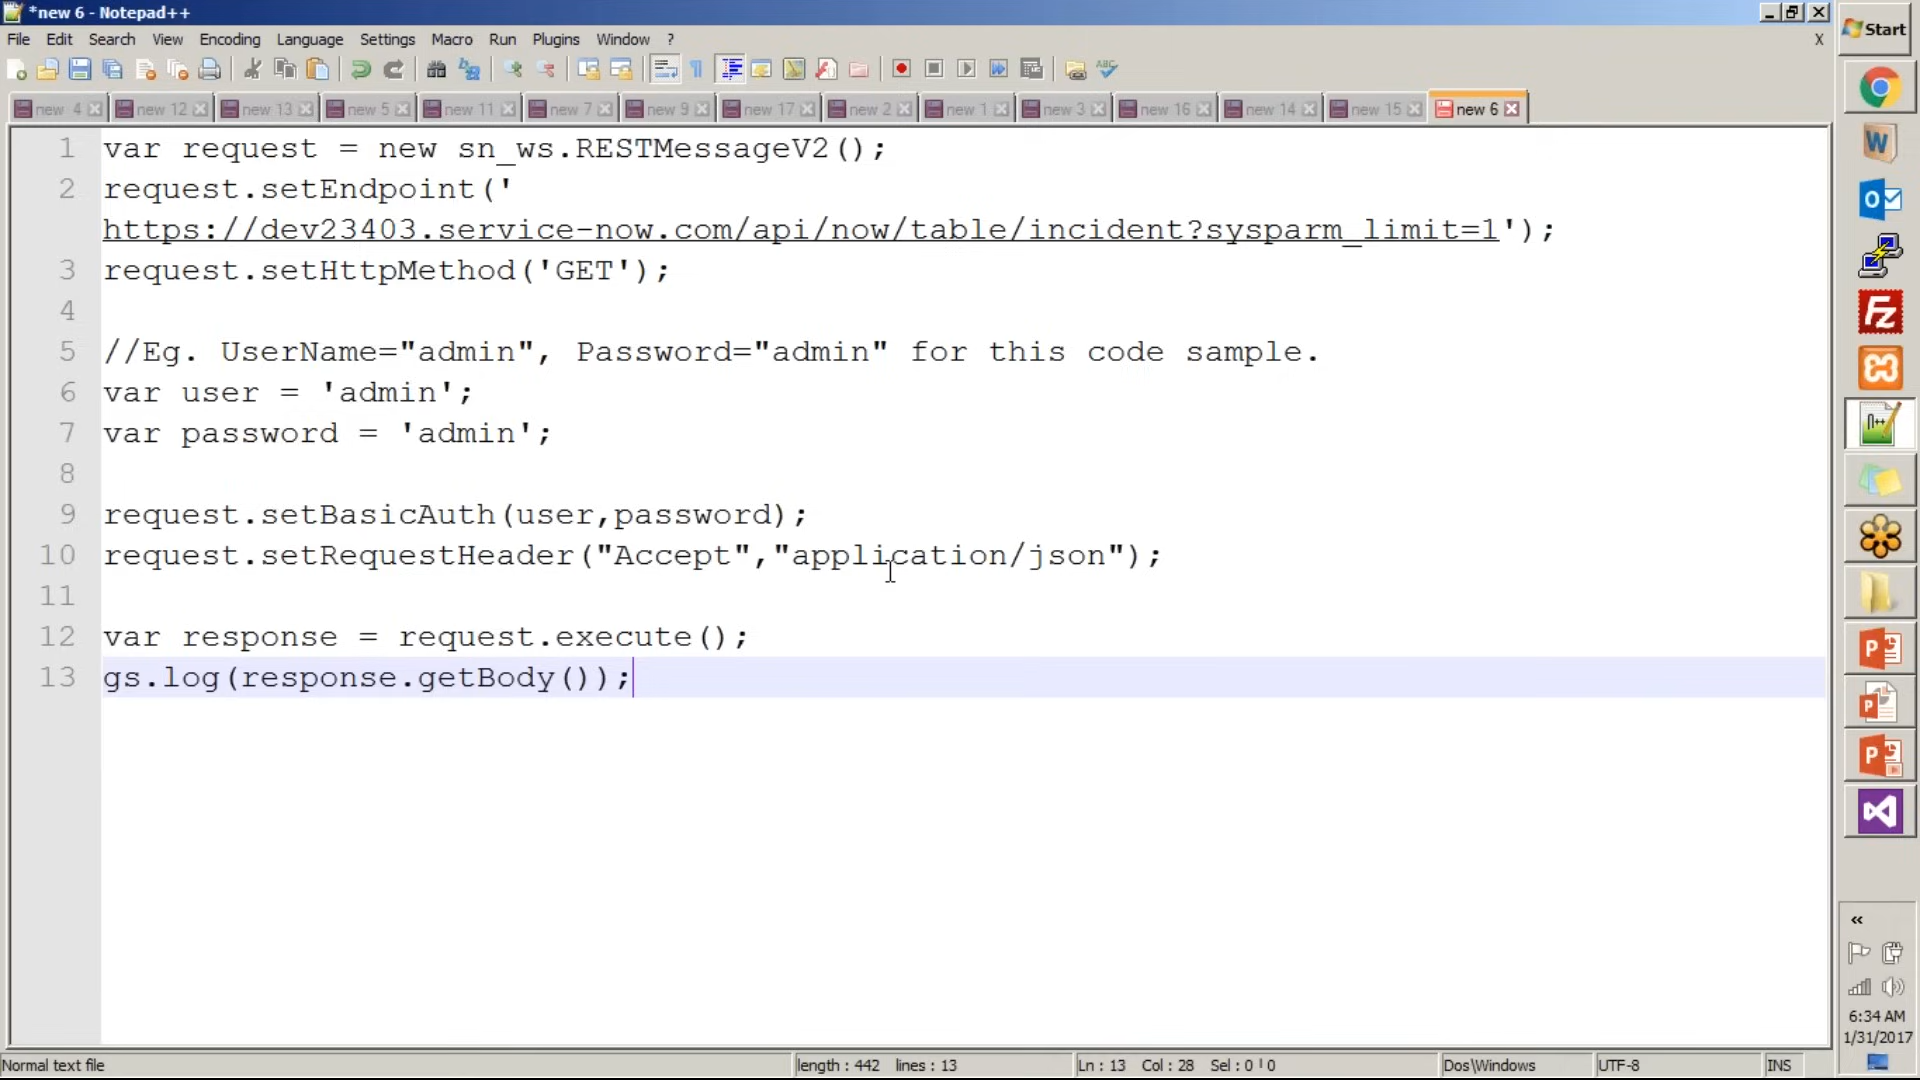 *new 6 - Notepad++
Start
File Edit Search View Encoding Language Settings Macro Run Plugins Window ? X
new 4 new 12 new 13 new 5 new 11 new 7 new 9 new 17 new 2 new 1 new 3 new 16 new 14 new 15 new 6
1 var request = new sn_ws.RESTMessageV2();
2 request.setEndpoint('
https://dev23403.service-now.com/api/now/table/incident?sysparm_limit=1');
3 request.setHttpMethod('GET');
4
5 //Eg. UserName="admin", Password="admin" for this code sample.
6 var user = 'admin';
7 var password = 'admin';
8
9 request.setBasicAuth(user,password);
10 request.setRequestHeader("Accept","application/json");
11
12 var response = request.execute();
13 gs.log(response.getBody());
6:34 AM
1/31/2017
Normal text file length : 442 lines : 13 Ln : 13 Col : 28 Sel : 0 | 0 Dos\Windows UTF-8 INS